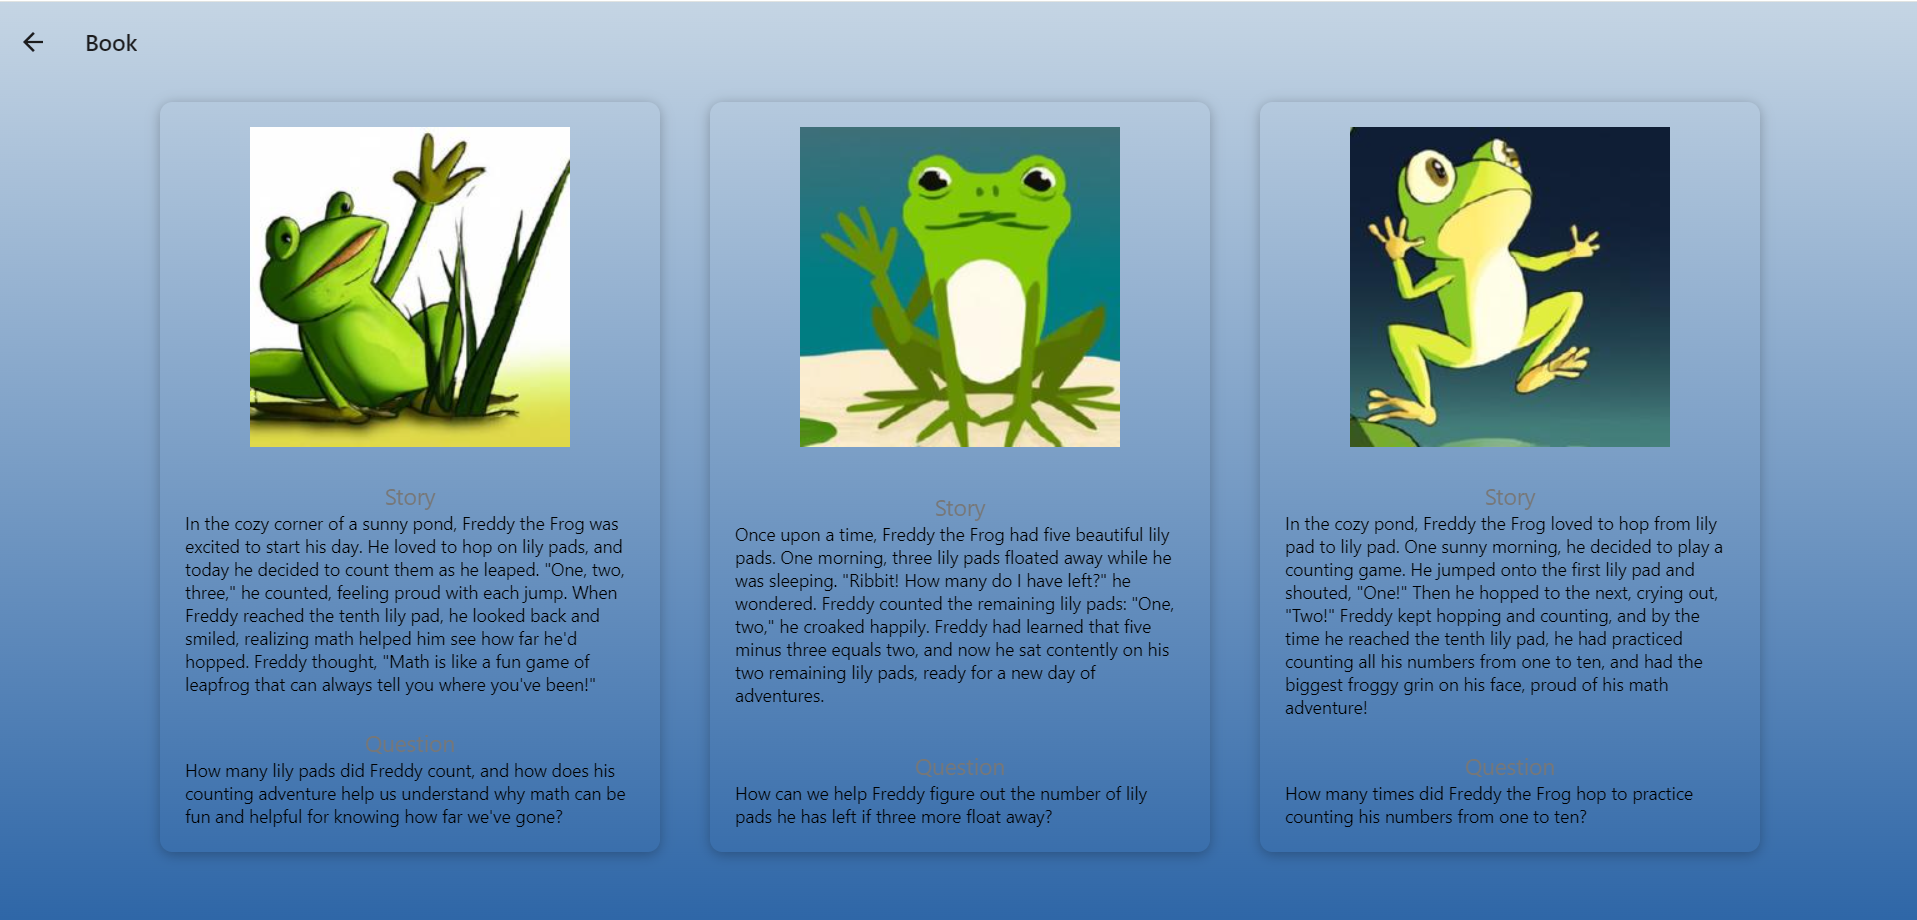 Book
Story
In the cozy corner of a sunny pond, Freddy the Frog was
excited to start his day. He loved to hop on lily pads, and
today he decided to count them as he leaped. "One, two,
three," he counted, feeling proud with each jump. When
Freddy reached the tenth lily pad, he looked back and
smiled, realizing math helped him see how far he'd
hopped. Freddy thought, "Math is like a fun game of
leapfrog that can always tell you where you've been!"
Question
How many lily pads did Freddy count, and how does his
counting adventure help us understand why math can be
fun and helpful for knowing how far we've gone?
Story
Once upon a time, Freddy the Frog had five beautiful lily
pads. One morning, three lily pads floated away while he
was sleeping. "Ribbit! How many do I have left?" he
wondered. Freddy counted the remaining lily pads: "One,
two," he croaked happily. Freddy had learned that five
minus three equals two, and now he sat contently on his
two remaining lily pads, ready for a new day of
adventures.
Question
How can we help Freddy figure out the number of lily
pads he has left if three more float away?
Story
In the cozy pond, Freddy the Frog loved to hop from lily
pad to lily pad. One sunny morning, he decided to play a
counting game. He jumped onto the first lily pad and
shouted, "One!" Then he hopped to the next, crying out,
"Two!" Freddy kept hopping and counting, and by the
time he reached the tenth lily pad, he had practiced
counting all his numbers from one to ten, and had the
biggest froggy grin on his face, proud of his math
adventure!
Question
How many times did Freddy the Frog hop to practice
counting his numbers from one to ten?